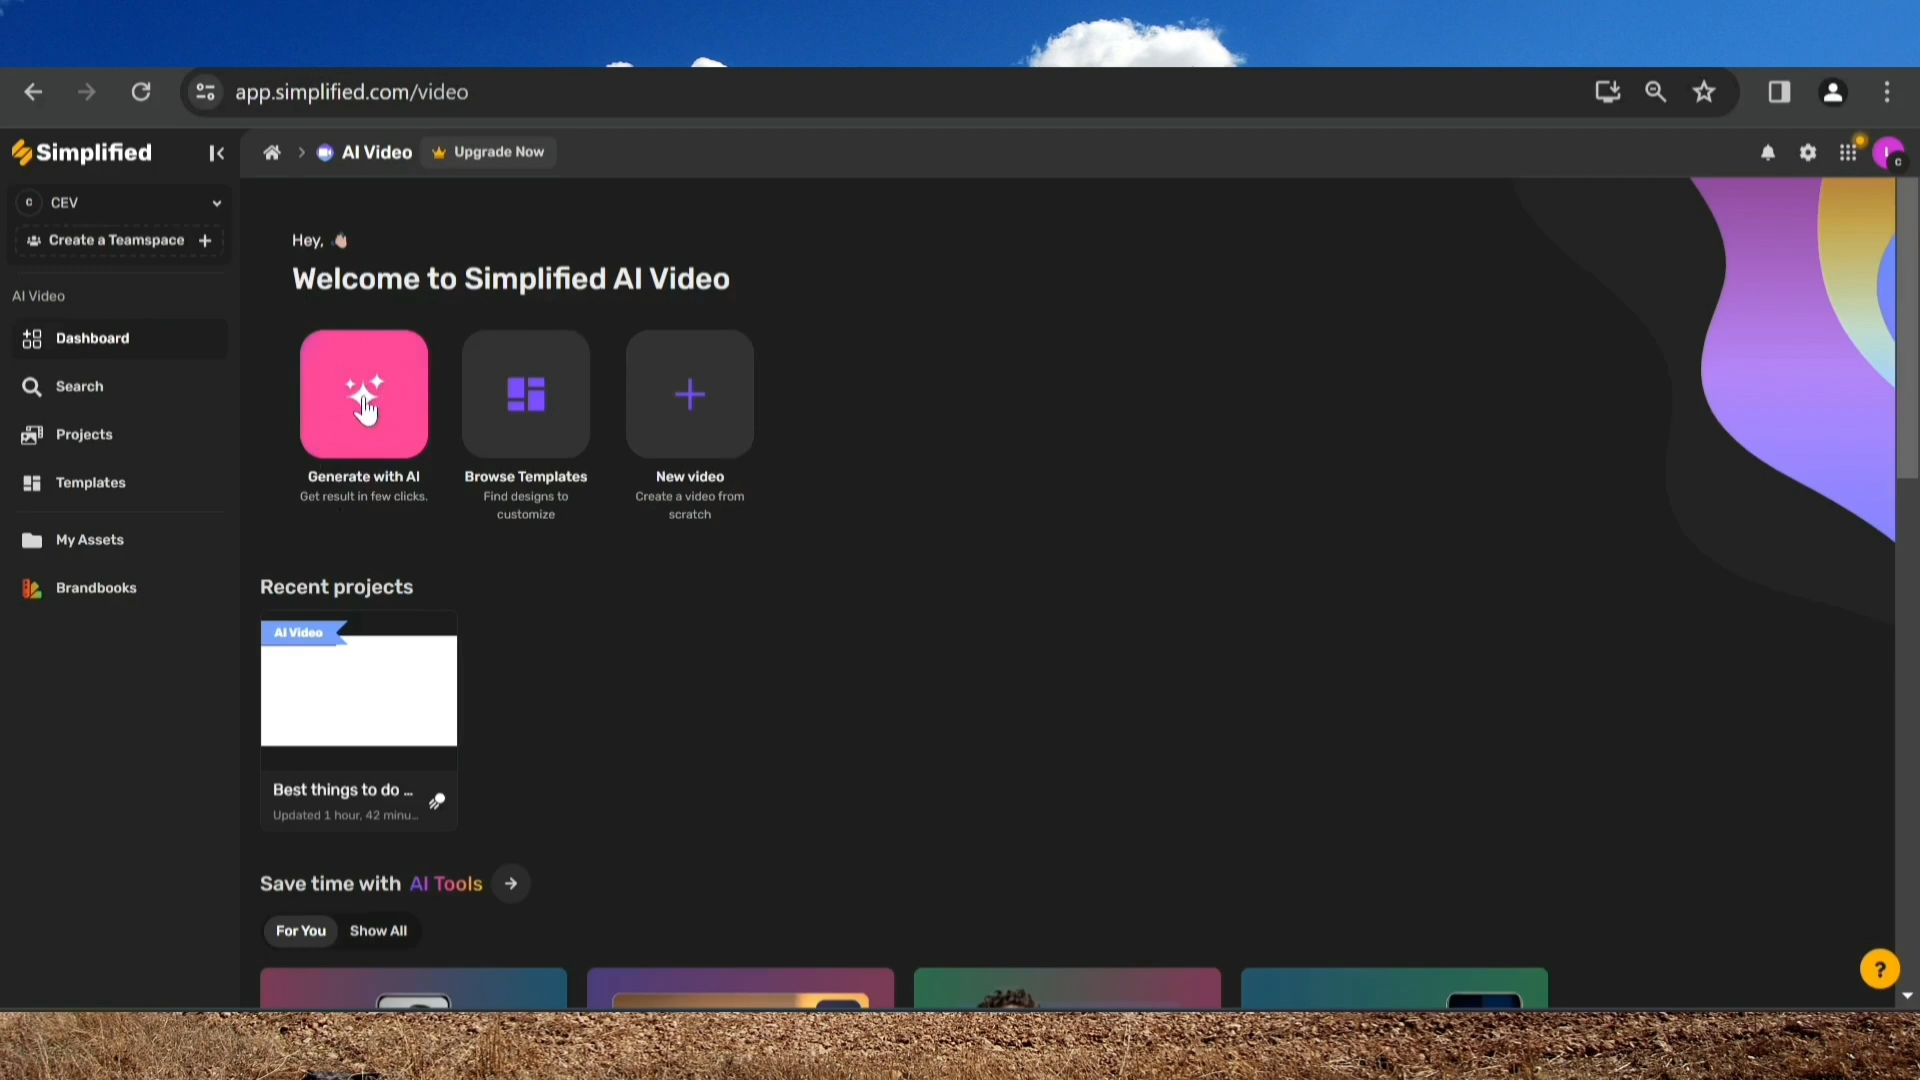 app.simplified.com/video
Simplified
AI Video
Upgrade Now
C
CEV
Create a Teamspace
AI Video
Dashboard
Search
Projects
Templates
My Assets
Brandbooks
Hey,
Welcome to Simplified AI Video
Generate with AI
Get result in few clicks.
Browse Templates
Find designs to
customize
New video
Create a video from
scratch
Recent projects
AI Video
Best things to do ...
Updated 1 hour, 42 minu...
Save time with AI Tools
For You
Show All
?
C